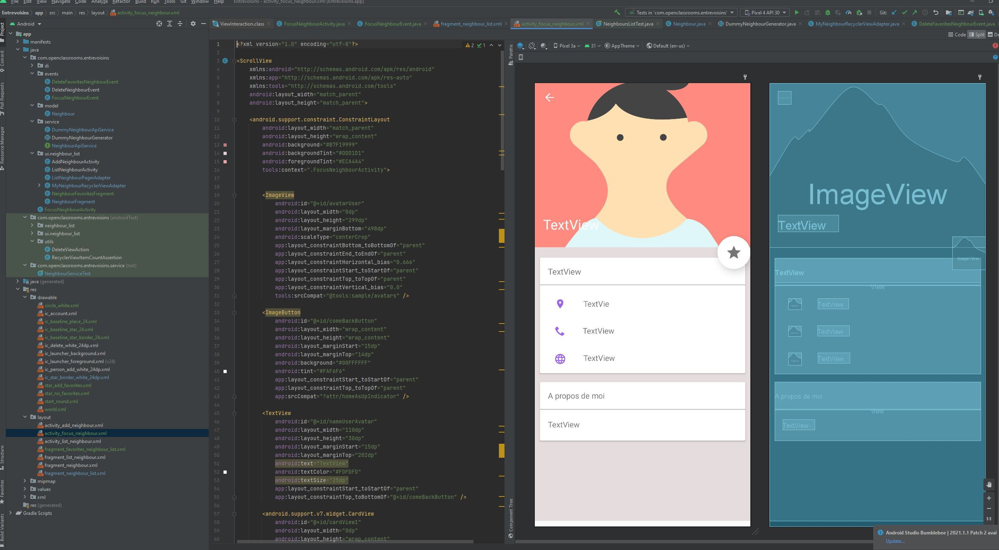 File Edit View Navigate Code Analyze Refactor Build Run Tools Git Window Help Entrevoisins - activity_focus_neighbour.xml [Entrevoisins.app]
Entrevoisins app src main res layout activity_focus_neighbour.xml
Tests in 'com.openclassrooms.entrevoisins' Pixel 4 API 30 Git:
Android
ViewInteraction.class FocusNeighbourActivity.java FocusNeighbourEvent.java fragment_neighbour_list.xml activity_focus_neighbour.xml NeighboursListTest.java Neighbour.java DummyNeighbourGenerator.java MyNeighbourRecyclerViewAdapter.java DeleteFavoritesNeighbourEvent.java
Code Split De
Project
Commit
Pull Requests
Resource Manager
Structure
Favorites
Build Variants
app
manifests
java
com.openclassrooms.entrevoisins
di
events
DeleteFavoritesNeighbourEvent
DeleteNeighbourEvent
FocusNeighbourEvent
model
Neighbour
service
DummyNeighbourApiService
DummyNeighbourGenerator
NeighbourApiService
ui.neighbour_list
AddNeighbourActivity
ListNeighbourActivity
ListNeighbourPagerAdapter
MyNeighbourRecyclerViewAdapter
NeighbourFavoritesFragment
NeighbourFragment
FocusNeighbourActivity
com.openclassrooms.entrevoisins (androidTest)
neighbour_list
ui.neighbour_list
utils
DeleteViewAction
RecyclerViewItemCountAssertion
com.openclassrooms.entrevoisins.service (test)
NeighbourServiceTest
java (generated)
res
drawable
circle_white.xml
ic_account.xml
ic_baseline_place_24.xml
ic_baseline_star_24.xml
ic_baseline_star_border_24.xml
ic_delete_white_24dp.xml
ic_launcher_background.xml
ic_launcher_foreground.xml (v24)
ic_person_add_white_24dp.xml
ic_star_border_white_24dp.xml
star_add_favorites.xml
star_no_favorites.xml
start_round.xml
world.xml
layout
activity_add_neighbour.xml
activity_focus_neighbour.xml
activity_list_neighbour.xml
fragment_favorites_neighbour_list.xml
fragment_list_neighbour.xml
fragment_neighbour.xml
fragment_neighbour_list.xml
mipmap
values
xml
res (generated)
Gradle Scripts
1 <?xml version="1.0" encoding="utf-8"?> 2 1
2
3 <ScrollView
4 xmlns:android="http://schemas.android.com/apk/res/android"
5 xmlns:app="http://schemas.android.com/apk/res-auto"
6 xmlns:tools="http://schemas.android.com/tools"
7 android:layout_width="match_parent"
8 android:layout_height="match_parent">
9
10 <android.support.constraint.ConstraintLayout
11 android:layout_width="match_parent"
12 android:layout_height="wrap_content"
13 android:background="#B7F19999"
14 android:backgroundTint="#DDD1D1"
15 android:foregroundTint="#ECA4A4"
16 tools:context=".FocusNeighbourActivity">
17
18
19 <ImageView
20 android:id="@+id/avatarUser"
21 android:layout_width="0dp"
22 android:layout_height="299dp"
23 android:layout_marginBottom="498dp"
24 android:scaleType="centerCrop"
25 app:layout_constraintBottom_toBottomOf="parent"
26 app:layout_constraintEnd_toEndOf="parent"
27 app:layout_constraintHorizontal_bias="0.666"
28 app:layout_constraintStart_toStartOf="parent"
29 app:layout_constraintTop_toTopOf="parent"
30 app:layout_constraintVertical_bias="0.0"
31 tools:srcCompat="@tools:sample/avatars" />
32
33 <ImageButton
34 android:id="@+id/comeBackButton"
35 android:layout_width="wrap_content"
36 android:layout_height="wrap_content"
37 android:layout_marginStart="15dp"
38 android:layout_marginTop="14dp"
39 android:background="#00FFFFFF"
40 android:tint="#FAF6F6"
41 app:layout_constraintStart_toStartOf="parent"
42 app:layout_constraintTop_toTopOf="parent"
43 app:srcCompat="?attr/homeAsUpIndicator" />
44
45 <TextView
46 android:id="@+id/nameUserAvatar"
47 android:layout_width="110dp"
48 android:layout_height="30dp"
49 android:layout_marginStart="15dp"
50 android:layout_marginTop="202dp"
51 android:text="TextView"
52 android:textColor="#FDFDFD"
53 android:textSize="25dp"
54 app:layout_constraintStart_toStartOf="parent"
55 app:layout_constraintTop_toBottomOf="@+id/comeBackButton" />
56
57 <android.support.v7.widget.CardView
58 android:id="@+id/cardView1"
59 android:layout_width="0dp"
60 android:layout_height="wrap_content"
Palette
Component Tree
Pixel 3a 31 AppTheme Default (en-us)
TextView
TextView
TextVie
TextView
TextView
A propos de moi
TextView
ImageView
TextView
ImageView
TextView
View
TextView
TextView
TextView
A propos de moi
View
TextView
1:1
Android Studio Bumblebee | 2021.1.1 Patch 2 avai
Update...